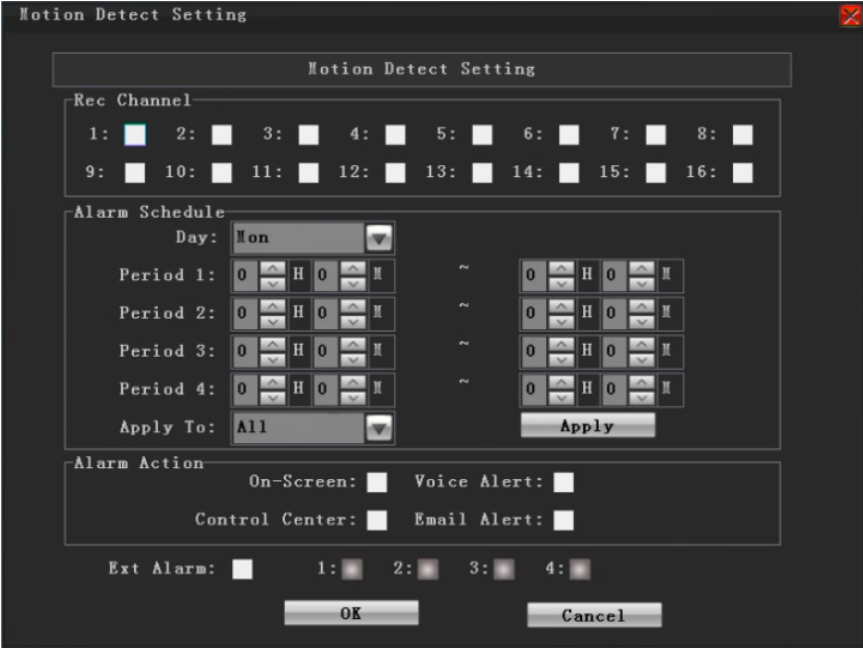 Motion Detect Setting
Motion Detect Setting
Rec Channel
1: 2: 3: 4: 5: 6: 7: 8:
9: 10: 11: 12: 13: 14: 15: 16:
Alarm Schedule
Day: Mon
Period 1: 0 H 0 M ~ 0 H 0 M
Period 2: 0 H 0 M ~ 0 H 0 M
Period 3: 0 H 0 M ~ 0 H 0 M
Period 4: 0 H 0 M ~ 0 H 0 M
Apply To: All Apply
Alarm Action
On-Screen: Voice Alert:
Control Center: Email Alert:
Ext Alarm: 1: 2: 3: 4:
OK Cancel